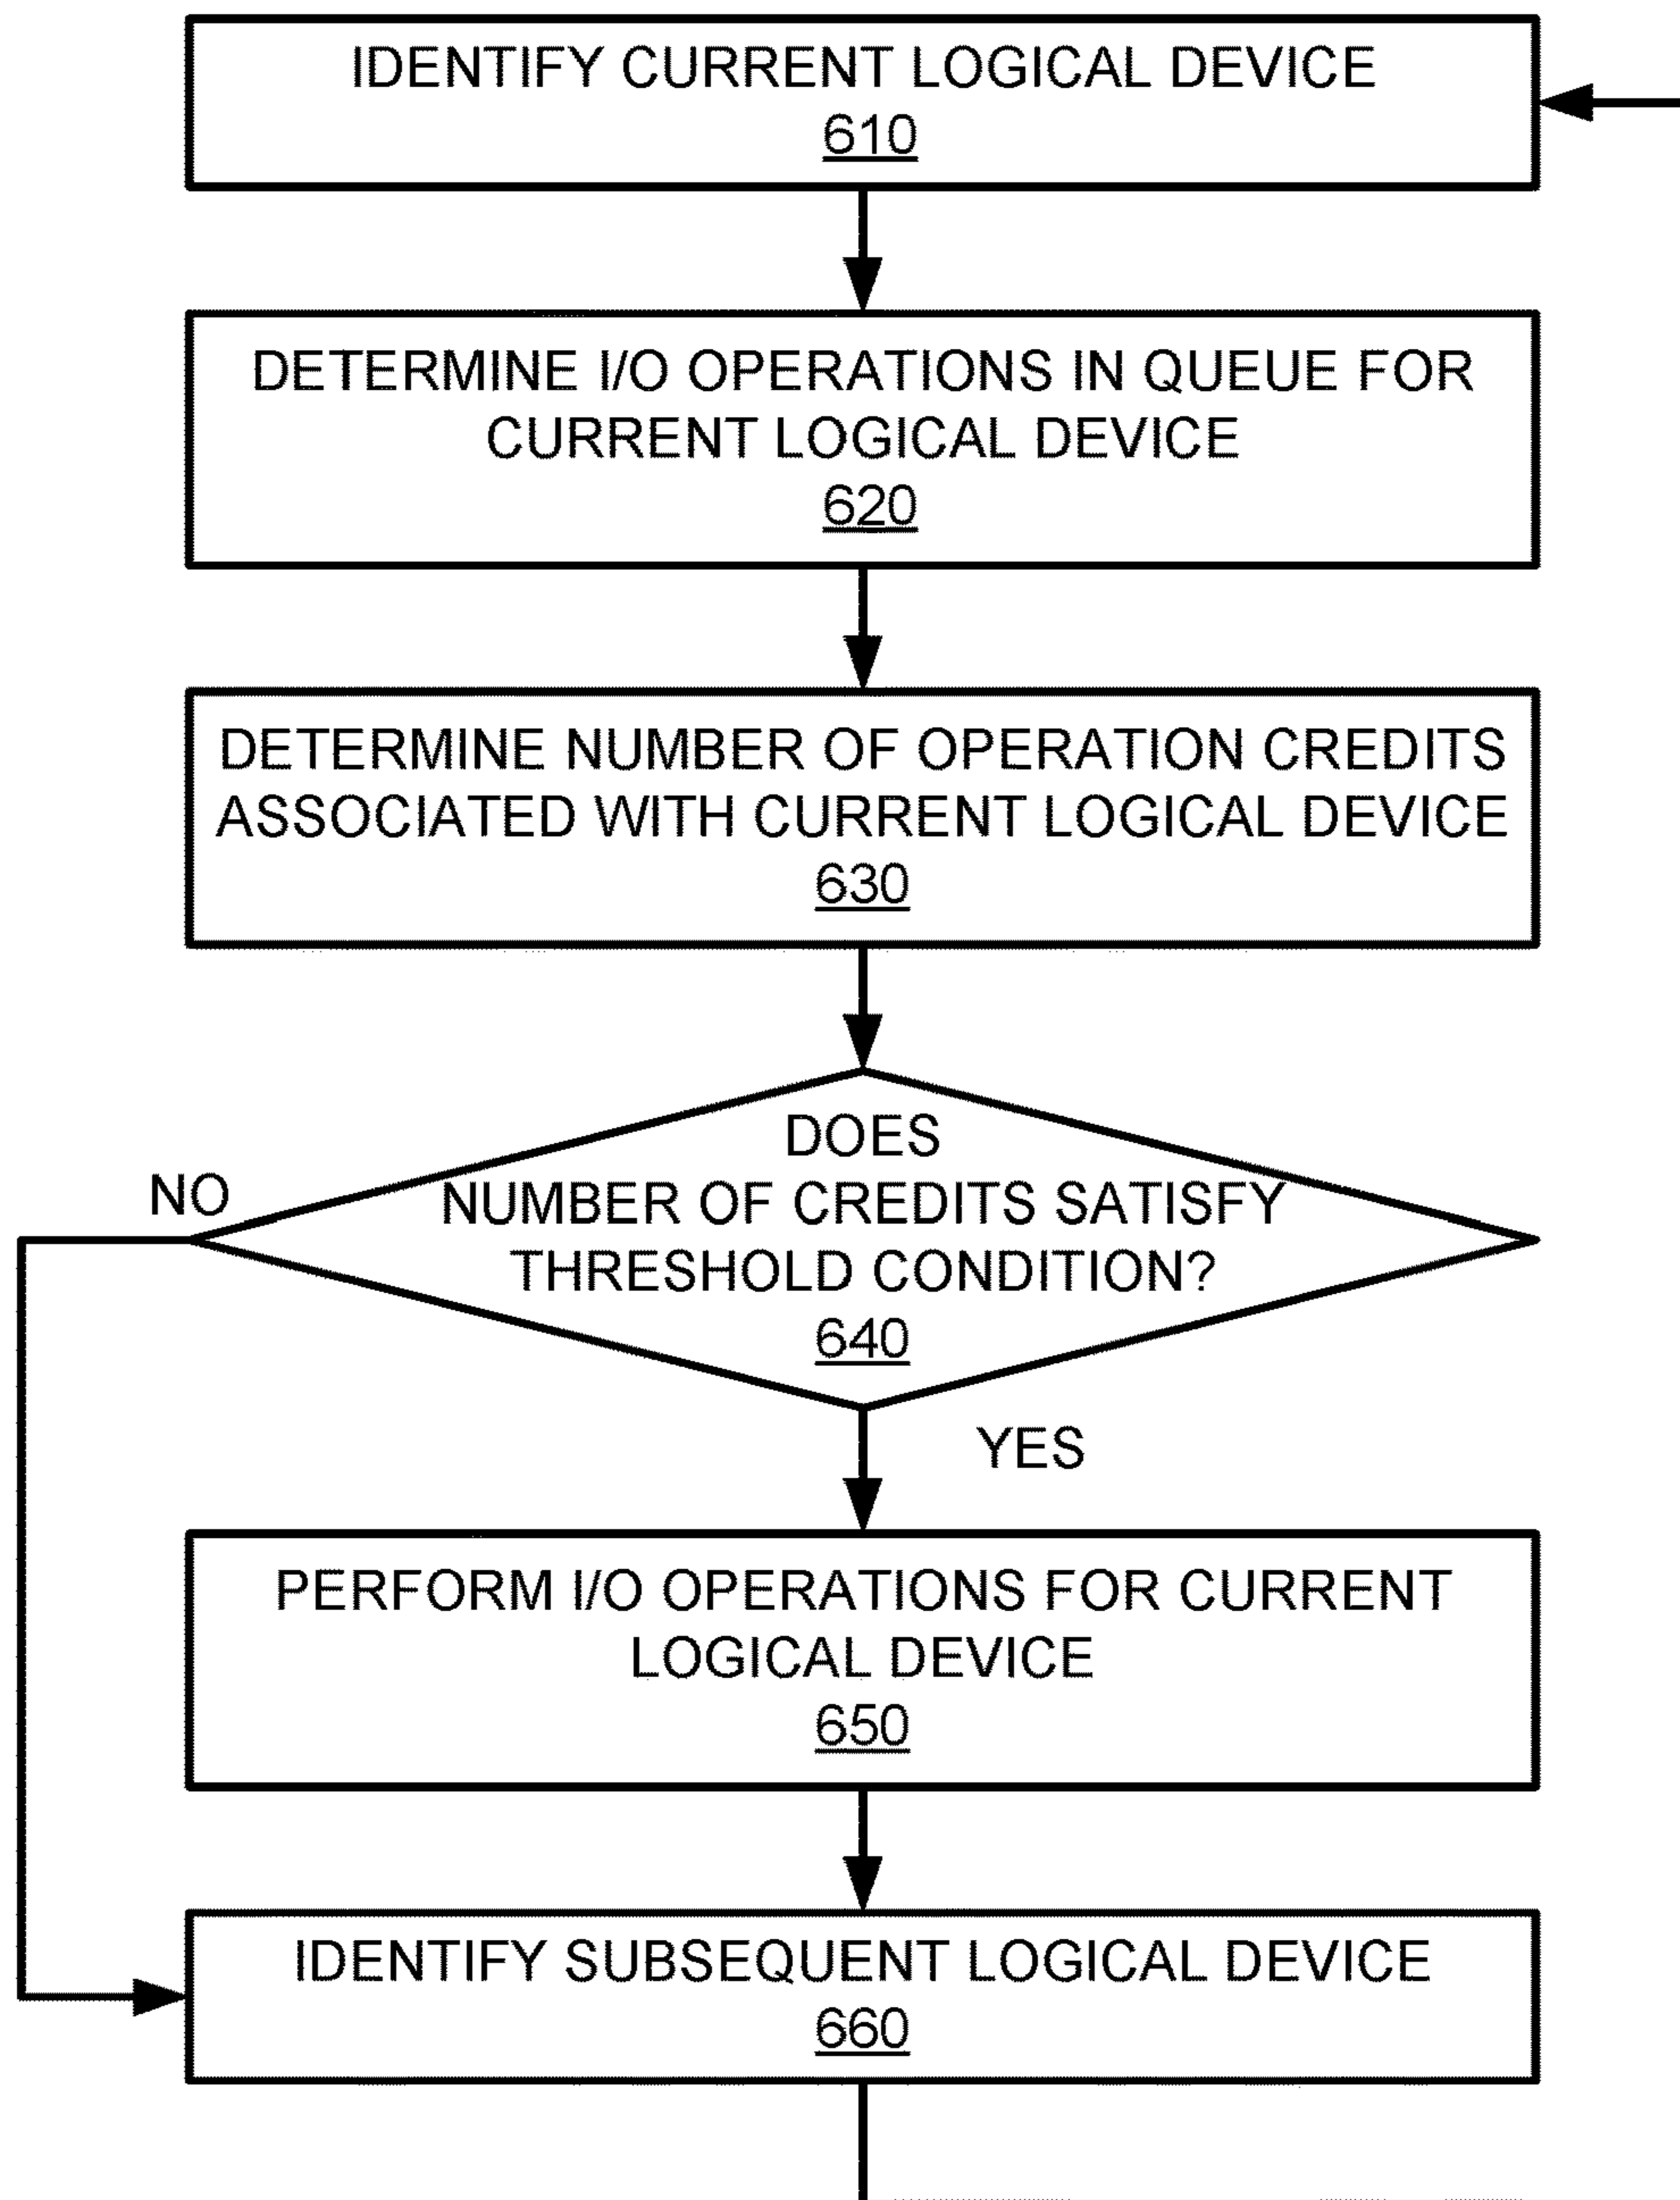 IDENTIFY CURRENT LOGICAL DEVICE
610
DETERMINE I/O OPERATIONS IN QUEUE FOR
CURRENT LOGICAL DEVICE
620
DETERMINE NUMBER OF OPERATION CREDITS
ASSOCIATED WITH CURRENT LOGICAL DEVICE
630
DOES
NUMBER OF CREDITS SATISFY
THRESHOLD CONDITION?
640
NO
YES
PERFORM I/O OPERATIONS FOR CURRENT
LOGICAL DEVICE
650
IDENTIFY SUBSEQUENT LOGICAL DEVICE
660